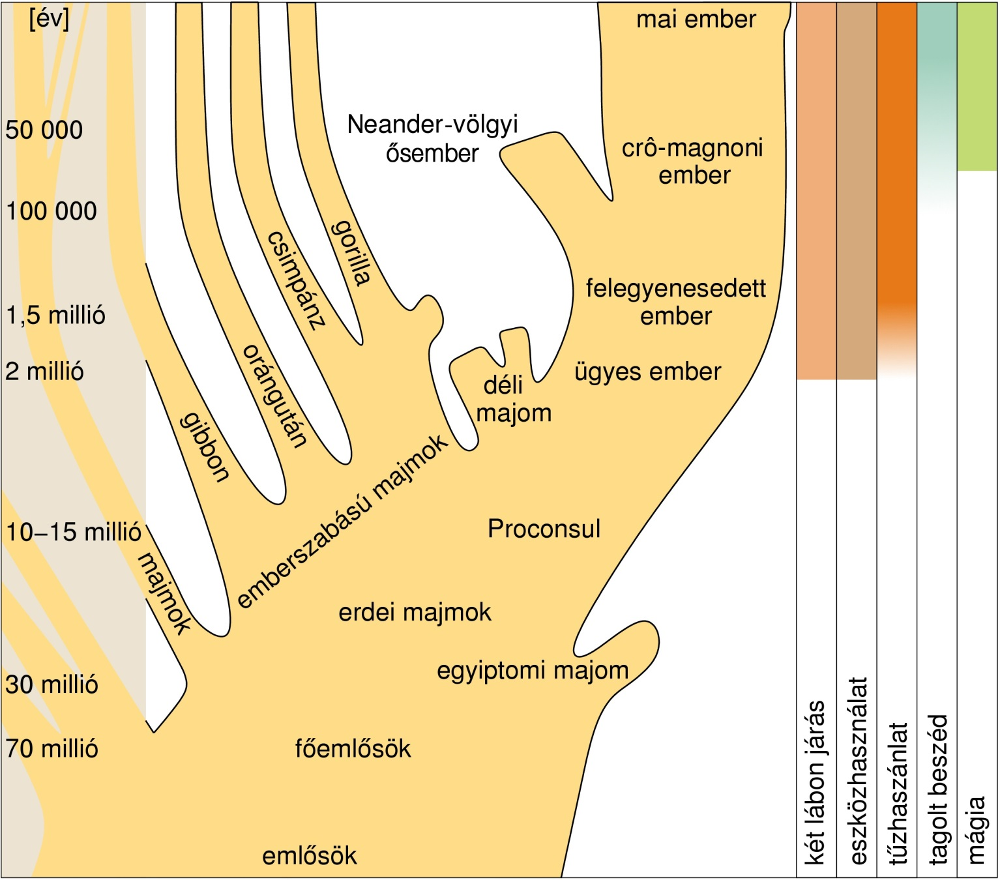 [év]
mai ember
50 000
Neander-völgyi
ősember
crô-magnoni
ember
100 000
gorilla
csimpánz
felegyenesedett
ember
1,5 millió
2 millió
orángután
déli
majom
ügyes ember
gibbon
emberszabású majmok
10–15 millió
Proconsul
majmok
erdei majmok
egyiptomi majom
30 millió
70 millió
főemlősök
emlősök
két lábon járás
eszközhasználat
tűzhaszánlat
tagolt beszéd
mágia